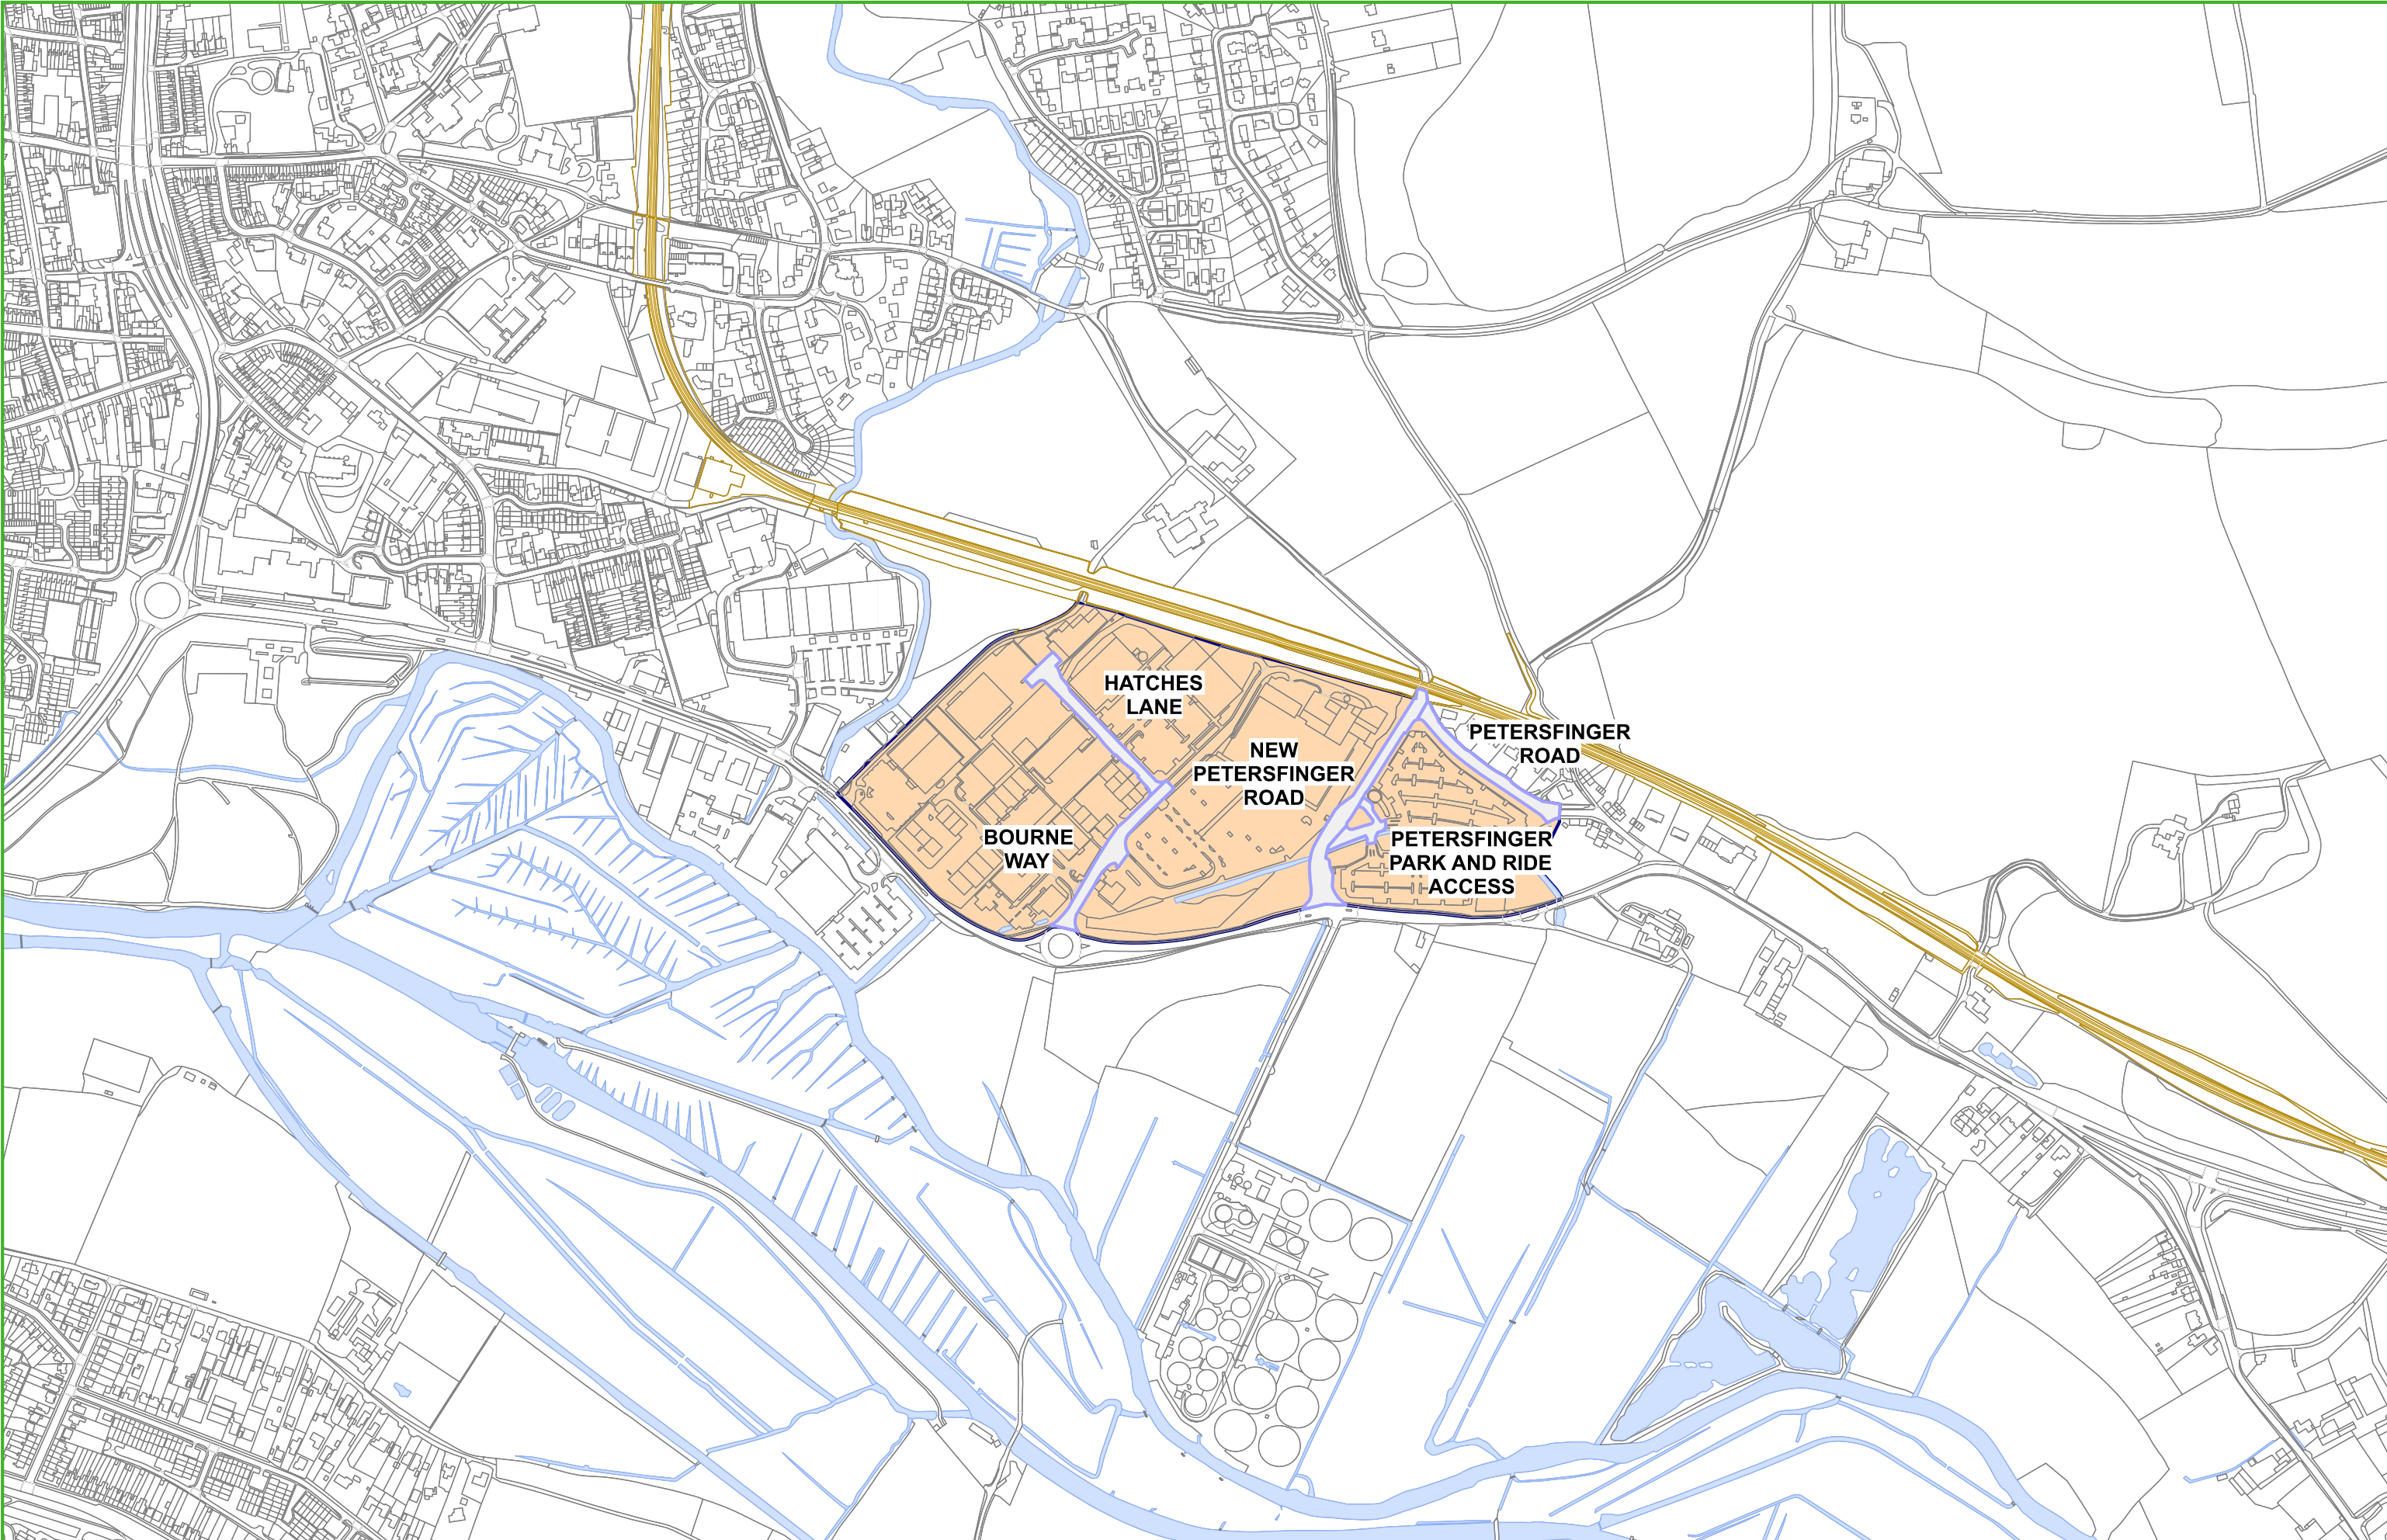 HATCHES
LANE
PETERSFINGER
ROAD
NEW
PETERSFINGER
ROAD
BOURNE
WAY
PETERSFINGER
PARK AND RIDE
ACCESS